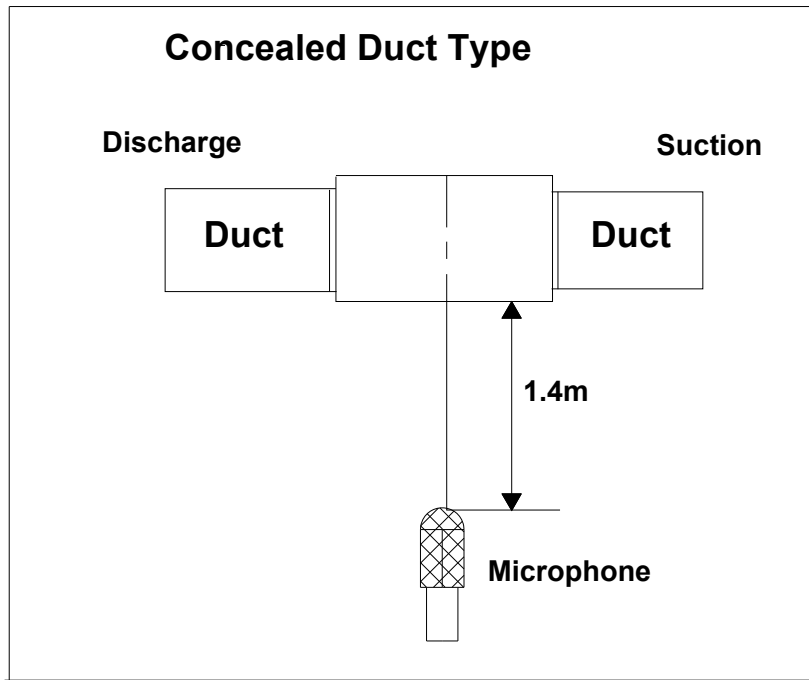 Concealed Duct Type
Discharge
Suction
Duct
Duct
1.4m
Microphone